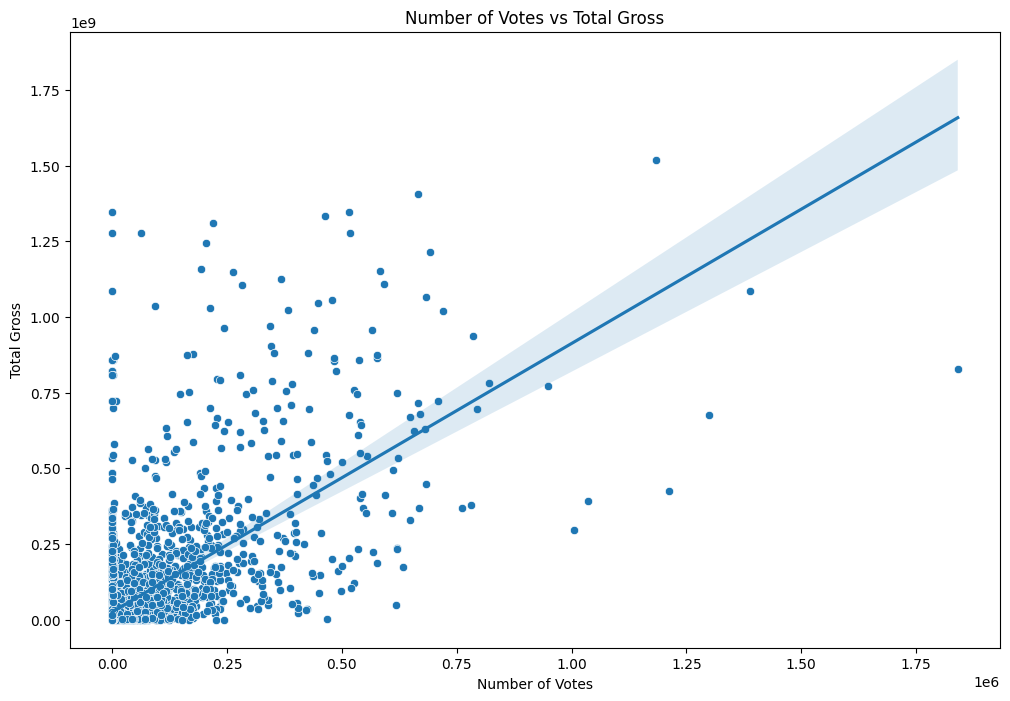 Number of Votes vs Total Gross
1e9
1.75
1.50
1.25
1.00
0.75
0.50
0.25
0.00
Total Gross
0.00 0.25 0.50 0.75 1.00 1.25 1.50 1.75
1e6
Number of Votes